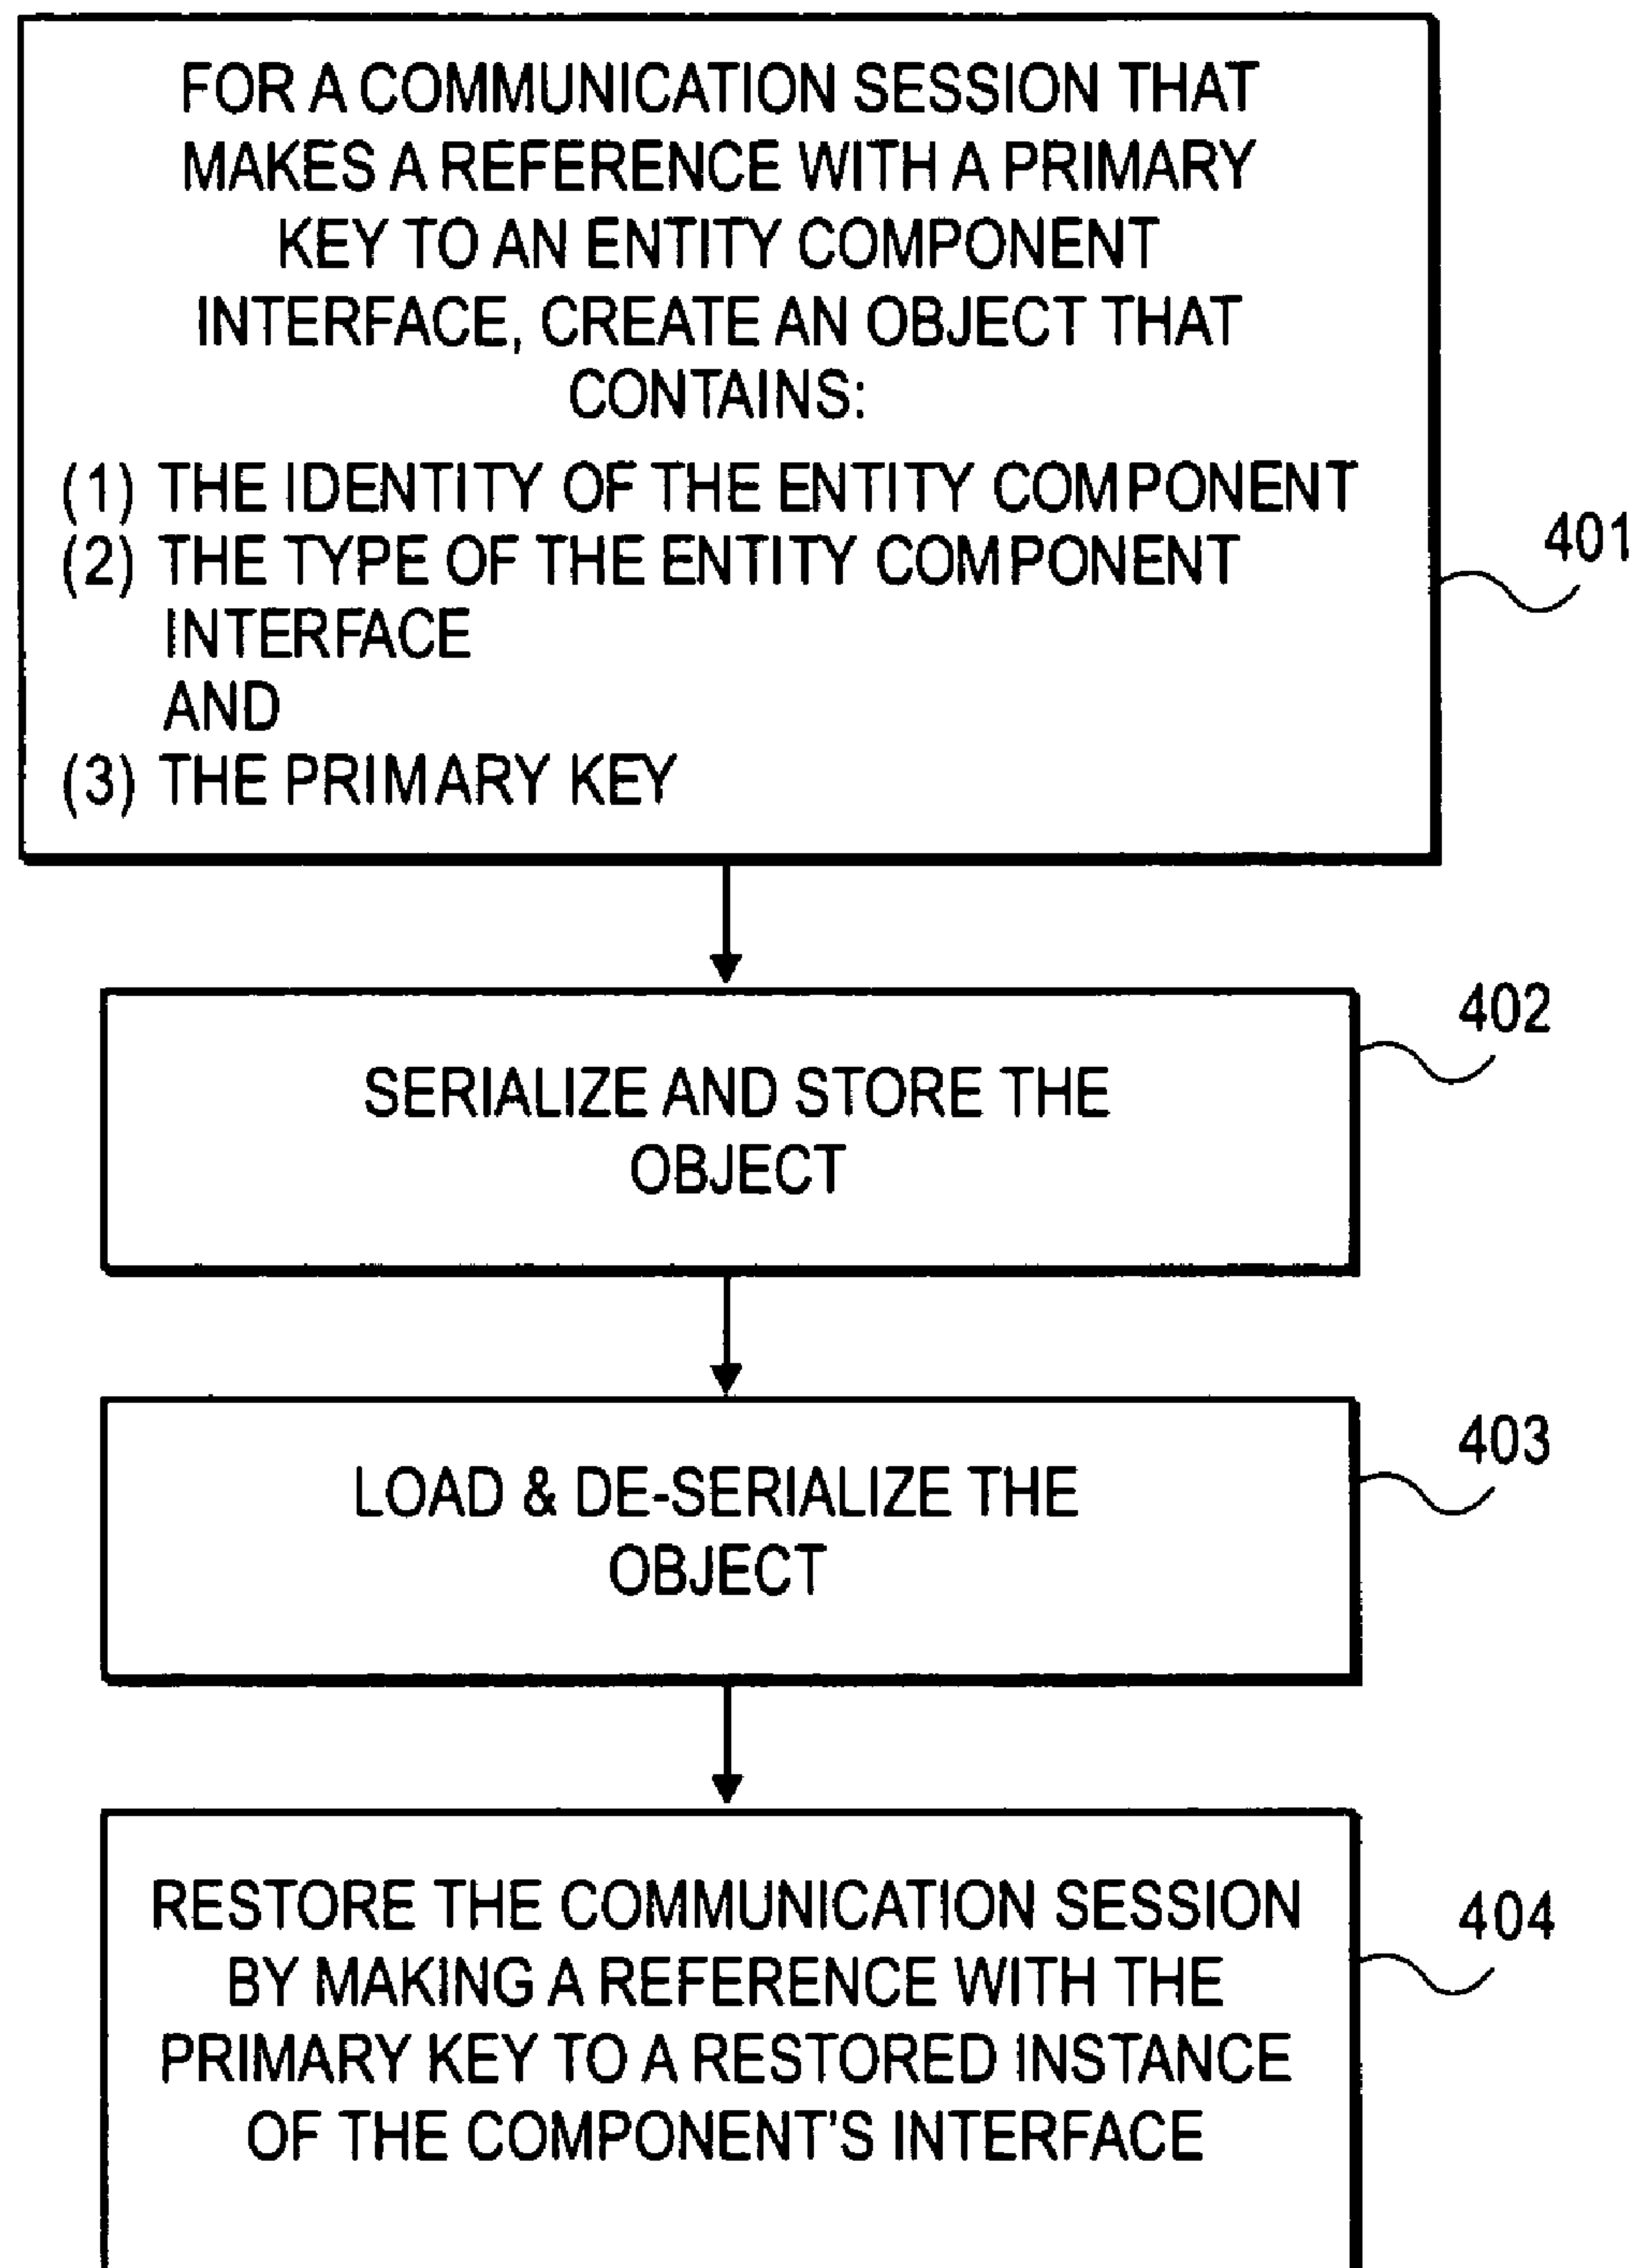 FOR A COMMUNICATION SESSION THAT
MAKES A REFERENCE WITH A PRIMARY
KEY TO AN ENTITY COMPONENT
INTERFACE, CREATE AN OBJECT THAT
CONTAINS:
(1) THE IDENTITY OF THE ENTITY COMPONENT
(2) THE TYPE OF THE ENTITY COMPONENT
INTERFACE
AND
(3) THE PRIMARY KEY
401
SERIALIZE AND STORE THE
OBJECT
402
LOAD & DE-SERIALIZE THE
OBJECT
403
RESTORE THE COMMUNICATION SESSION
BY MAKING A REFERENCE WITH THE
PRIMARY KEY TO A RESTORED INSTANCE
OF THE COMPONENT'S INTERFACE
404